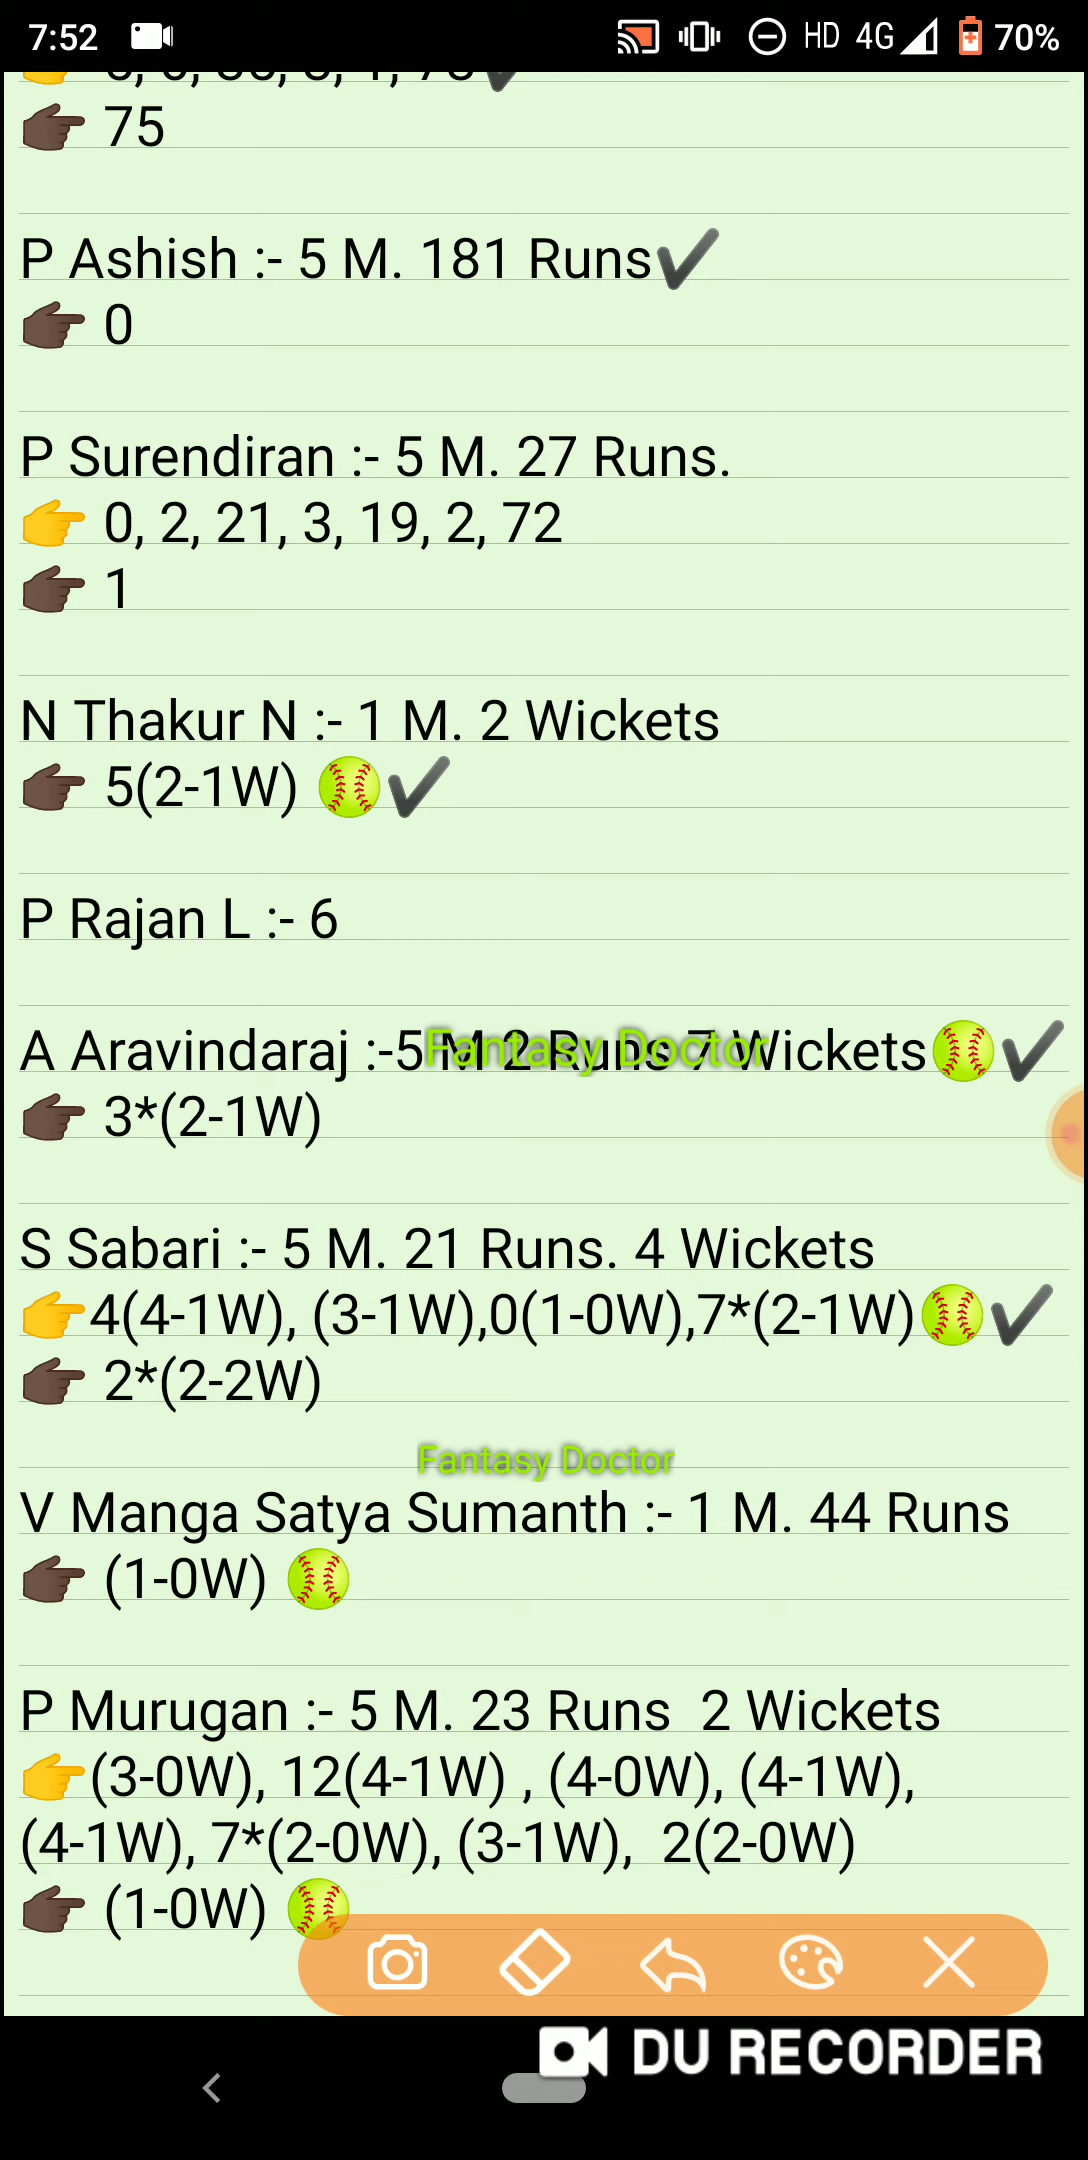 7:52 HD 4G 70%
75
P Ashish :- 5 M. 181 Runs✔
👉🏿 0
P Surendiran :- 5 M. 27 Runs.
👉 0, 2, 21, 3, 19, 2, 72
👉🏿 1
N Thakur N :- 1 M. 2 Wickets
👉🏿 5(2-1W) 🥎✔
P Rajan L :- 6
A Aravindaraj :-5 M 2 Runs 7 Wickets🥎✔
Fantasy Doctor
👉🏿 3*(2-1W)
S Sabari :- 5 M. 21 Runs. 4 Wickets
👉4(4-1W), (3-1W),0(1-0W),7*(2-1W)🥎✔
👉🏿 2*(2-2W)
Fantasy Doctor
V Manga Satya Sumanth :- 1 M. 44 Runs
👉🏿 (1-0W) 🥎
P Murugan :- 5 M. 23 Runs  2 Wickets
👉(3-0W), 12(4-1W) , (4-0W), (4-1W),
(4-1W), 7*(2-0W), (3-1W),  2(2-0W)
👉🏿 (1-0W) 🥎
DU RECORDER